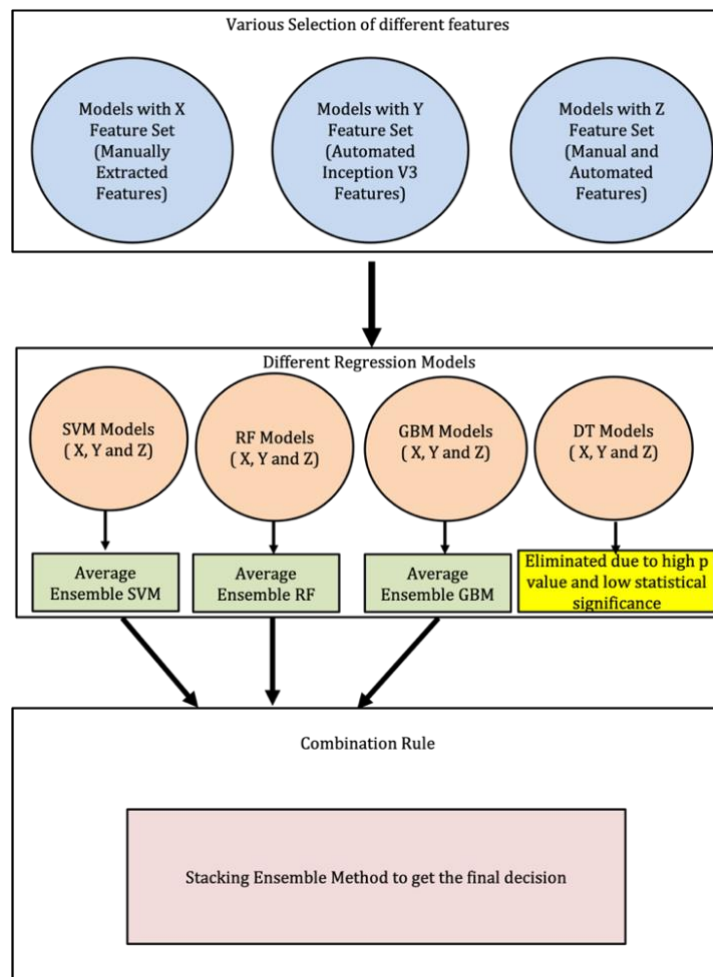 Various Selection of different features
Models with X
Feature Set
(Manually
Extracted
Features)
Models with Y
Feature Set
(Automated
Inception V3
Features)
Models with Z
Feature Set
(Manual and
Automated
Features)
Different Regression Models
SVM Models
( X, Y and Z)
RF Models
( X, Y and Z)
GBM Models
( X, Y and Z)
DT Models
( X, Y and Z)
Average
Ensemble SVM
Average
Ensemble RF
Average
Ensemble GBM
Eliminated due to high p
value and low statistical
significance
Combination Rule
Stacking Ensemble Method to get the final decision